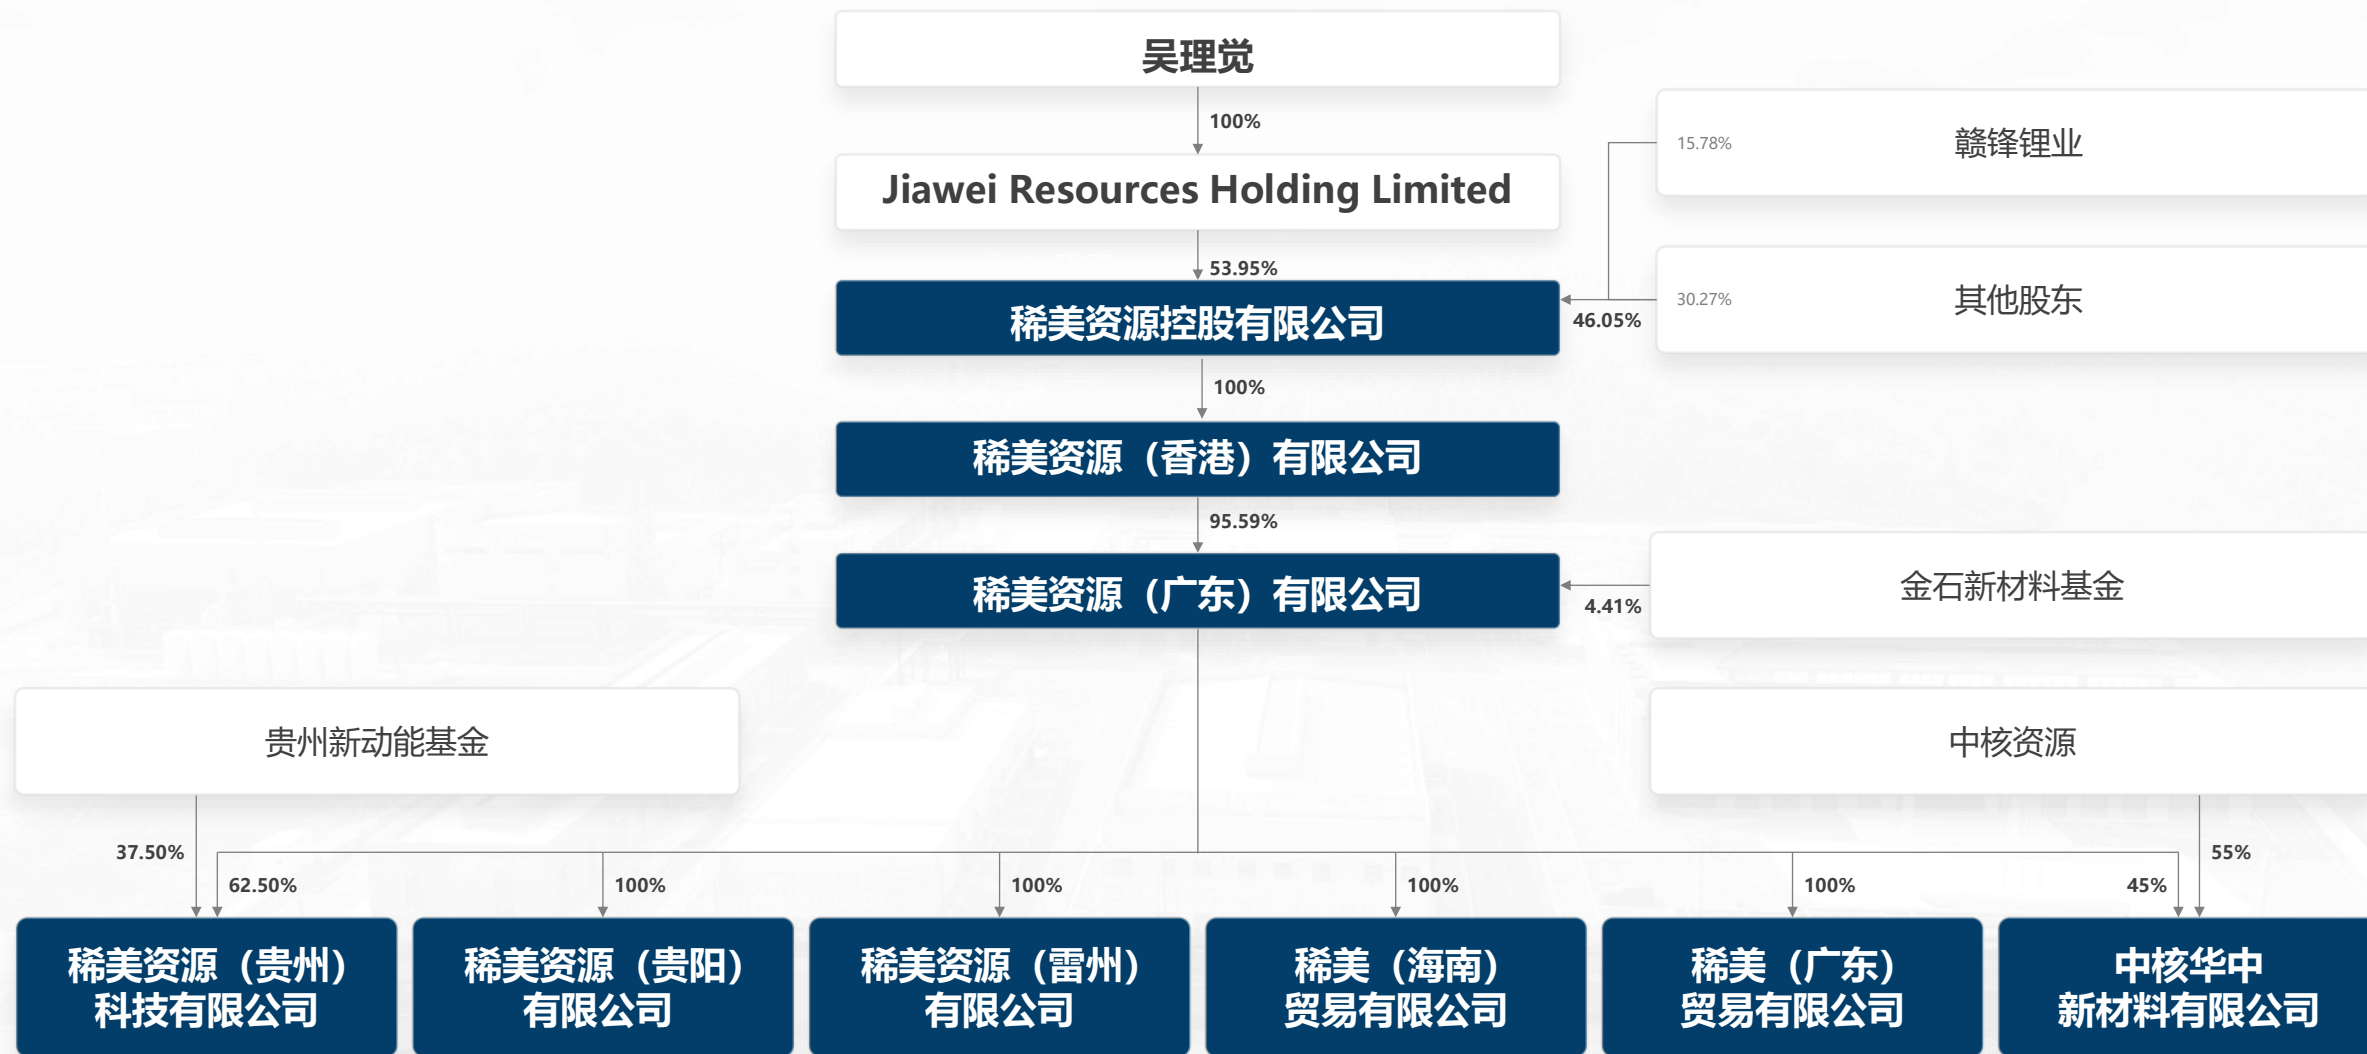 吴理觉
100%
Jiawei Resources Holding Limited
15.78%
赣锋锂业
53.95%
稀美资源控股有限公司
46.05%
30.27%
其他股东
100%
稀美资源（香港）有限公司
95.59%
稀美资源（广东）有限公司
4.41%
金石新材料基金
贵州新动能基金
中核资源
37.50%
62.50%
100%
100%
100%
100%
45%
55%
稀美资源（贵州）
科技有限公司
稀美资源（贵阳）
有限公司
稀美资源（雷州）
有限公司
稀美（海南）
贸易有限公司
稀美（广东）
贸易有限公司
中核华中
新材料有限公司